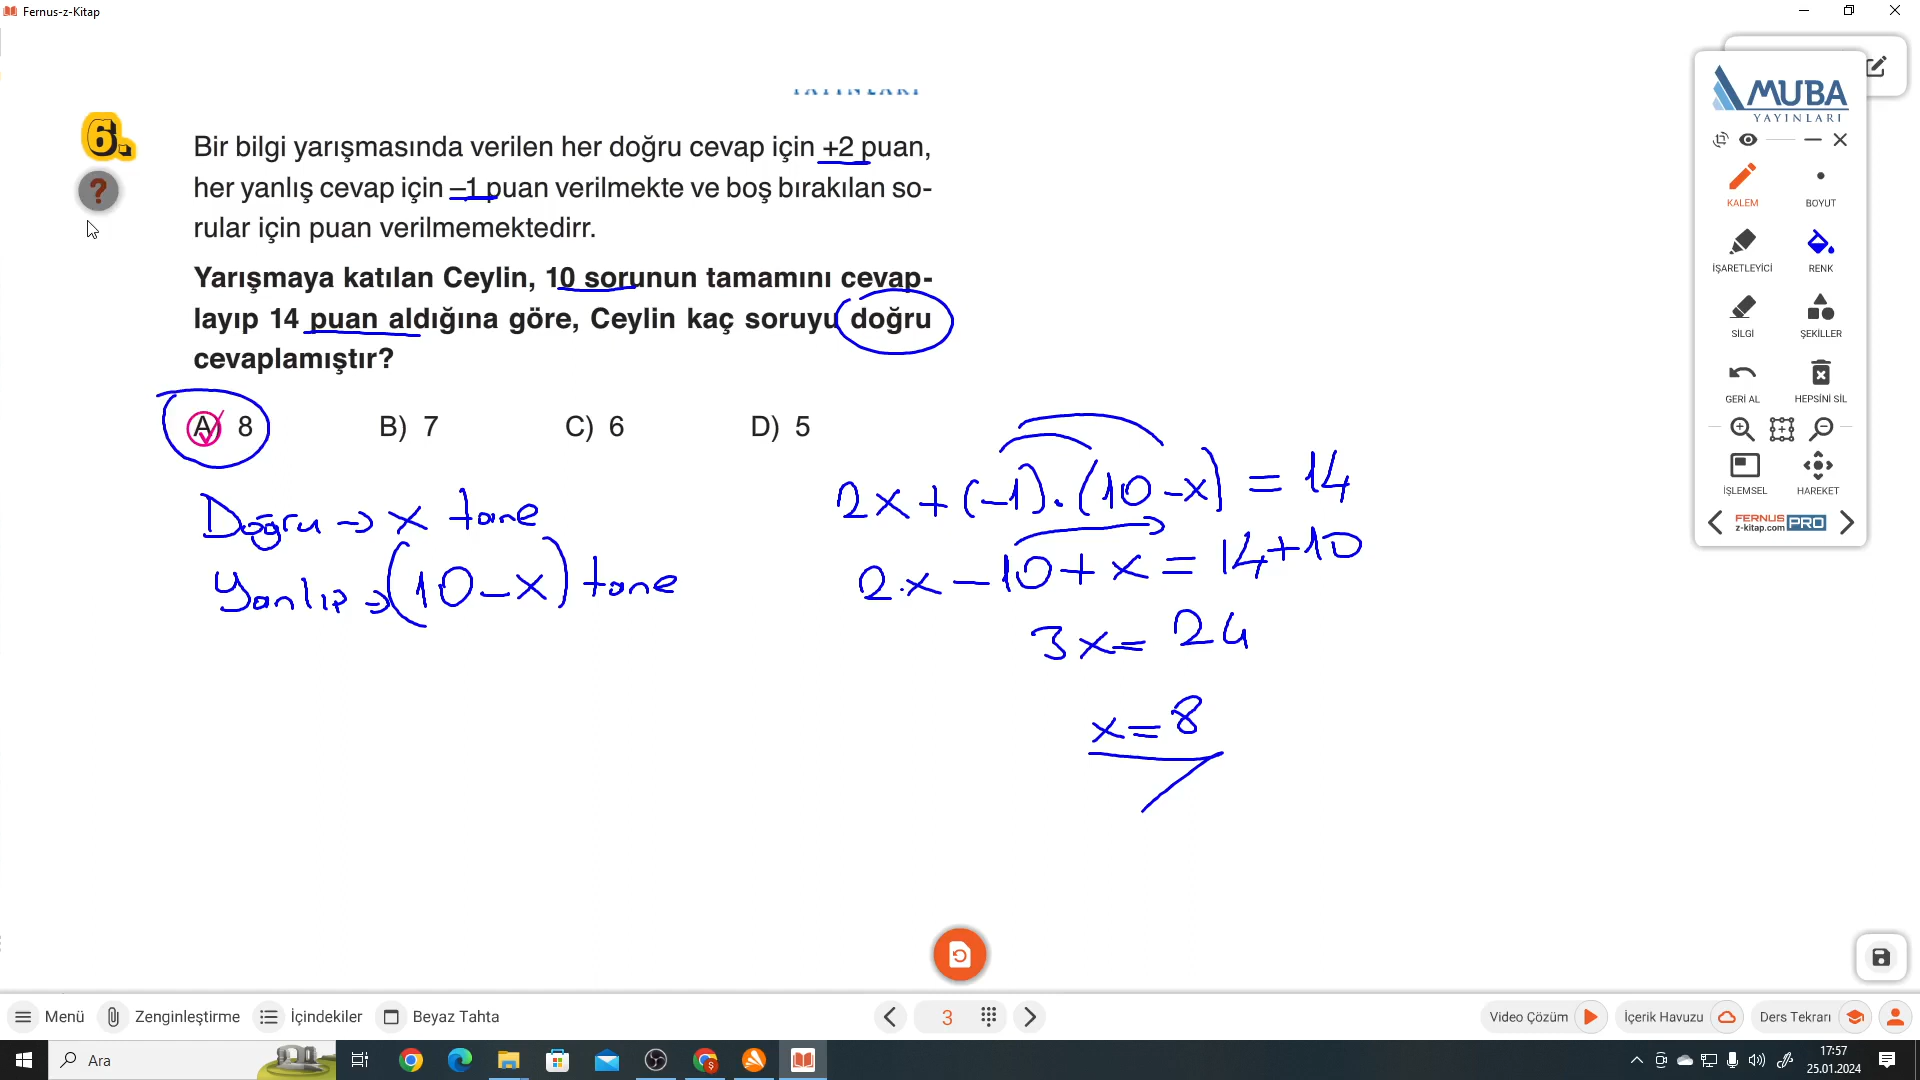 Fernus-z-Kitap
YAYINLARI
6.
?
Bir bilgi yarışmasında verilen her doğru cevap için +2 puan,
her yanlış cevap için –1 puan verilmekte ve boş bırakılan so-
rular için puan verilmemektedirr.
Yarışmaya katılan Ceylin, 10 sorunun tamamını cevap-
layıp 14 puan aldığına göre, Ceylin kaç soruyu doğru
cevaplamıştır?
A) 8 B) 7 C) 6 D) 5
Doğru → x tane
Yanlış → (10 – x) tane
2x + (–1) . (10 – x) = 14
2.x – 10 + x = 14 + 10
3x = 24
x = 8
MUBA
YAYINLARI
KALEM BOYUT
İŞARETLEYİCİ RENK
SİLGİ ŞEKİLLER
GERİ AL HEPSİNİ SİL
İŞLEMSEL HAREKET
FERNUS PRO
z-kitap.com
Menü Zenginleştirme İçindekiler Beyaz Tahta 3 Video Çözüm İçerik Havuzu Ders Tekrarı
Ara
17:57
25.01.2024